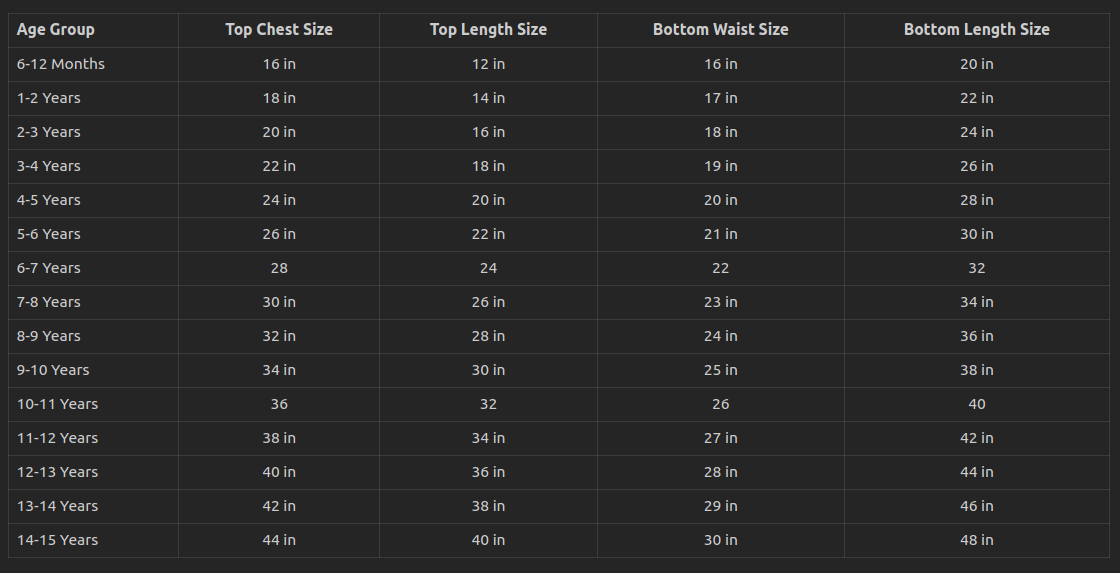 Age Group Top Chest Size Top Length Size Bottom Waist Size Bottom Length Size
6-12 Months 16 in 12 in 16 in 20 in
1-2 Years 18 in 14 in 17 in 22 in
2-3 Years 20 in 16 in 18 in 24 in
3-4 Years 22 in 18 in 19 in 26 in
4-5 Years 24 in 20 in 20 in 28 in
5-6 Years 26 in 22 in 21 in 30 in
6-7 Years 28 24 22 32
7-8 Years 30 in 26 in 23 in 34 in
8-9 Years 32 in 28 in 24 in 36 in
9-10 Years 34 in 30 in 25 in 38 in
10-11 Years 36 32 26 40
11-12 Years 38 in 34 in 27 in 42 in
12-13 Years 40 in 36 in 28 in 44 in
13-14 Years 42 in 38 in 29 in 46 in
14-15 Years 44 in 40 in 30 in 48 in